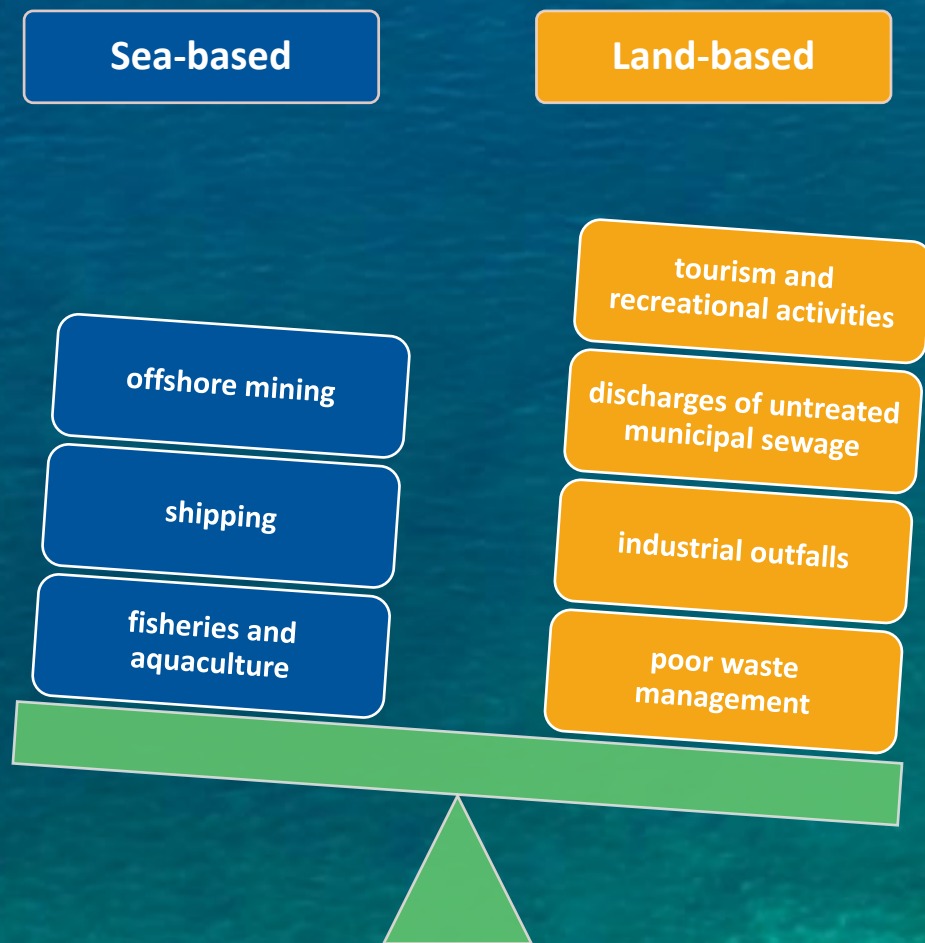 Sea-based
Land-based
offshore mining
shipping
fisheries and
aquaculture
tourism and
recreational activities
discharges of untreated
municipal sewage
industrial outfalls
poor waste
management